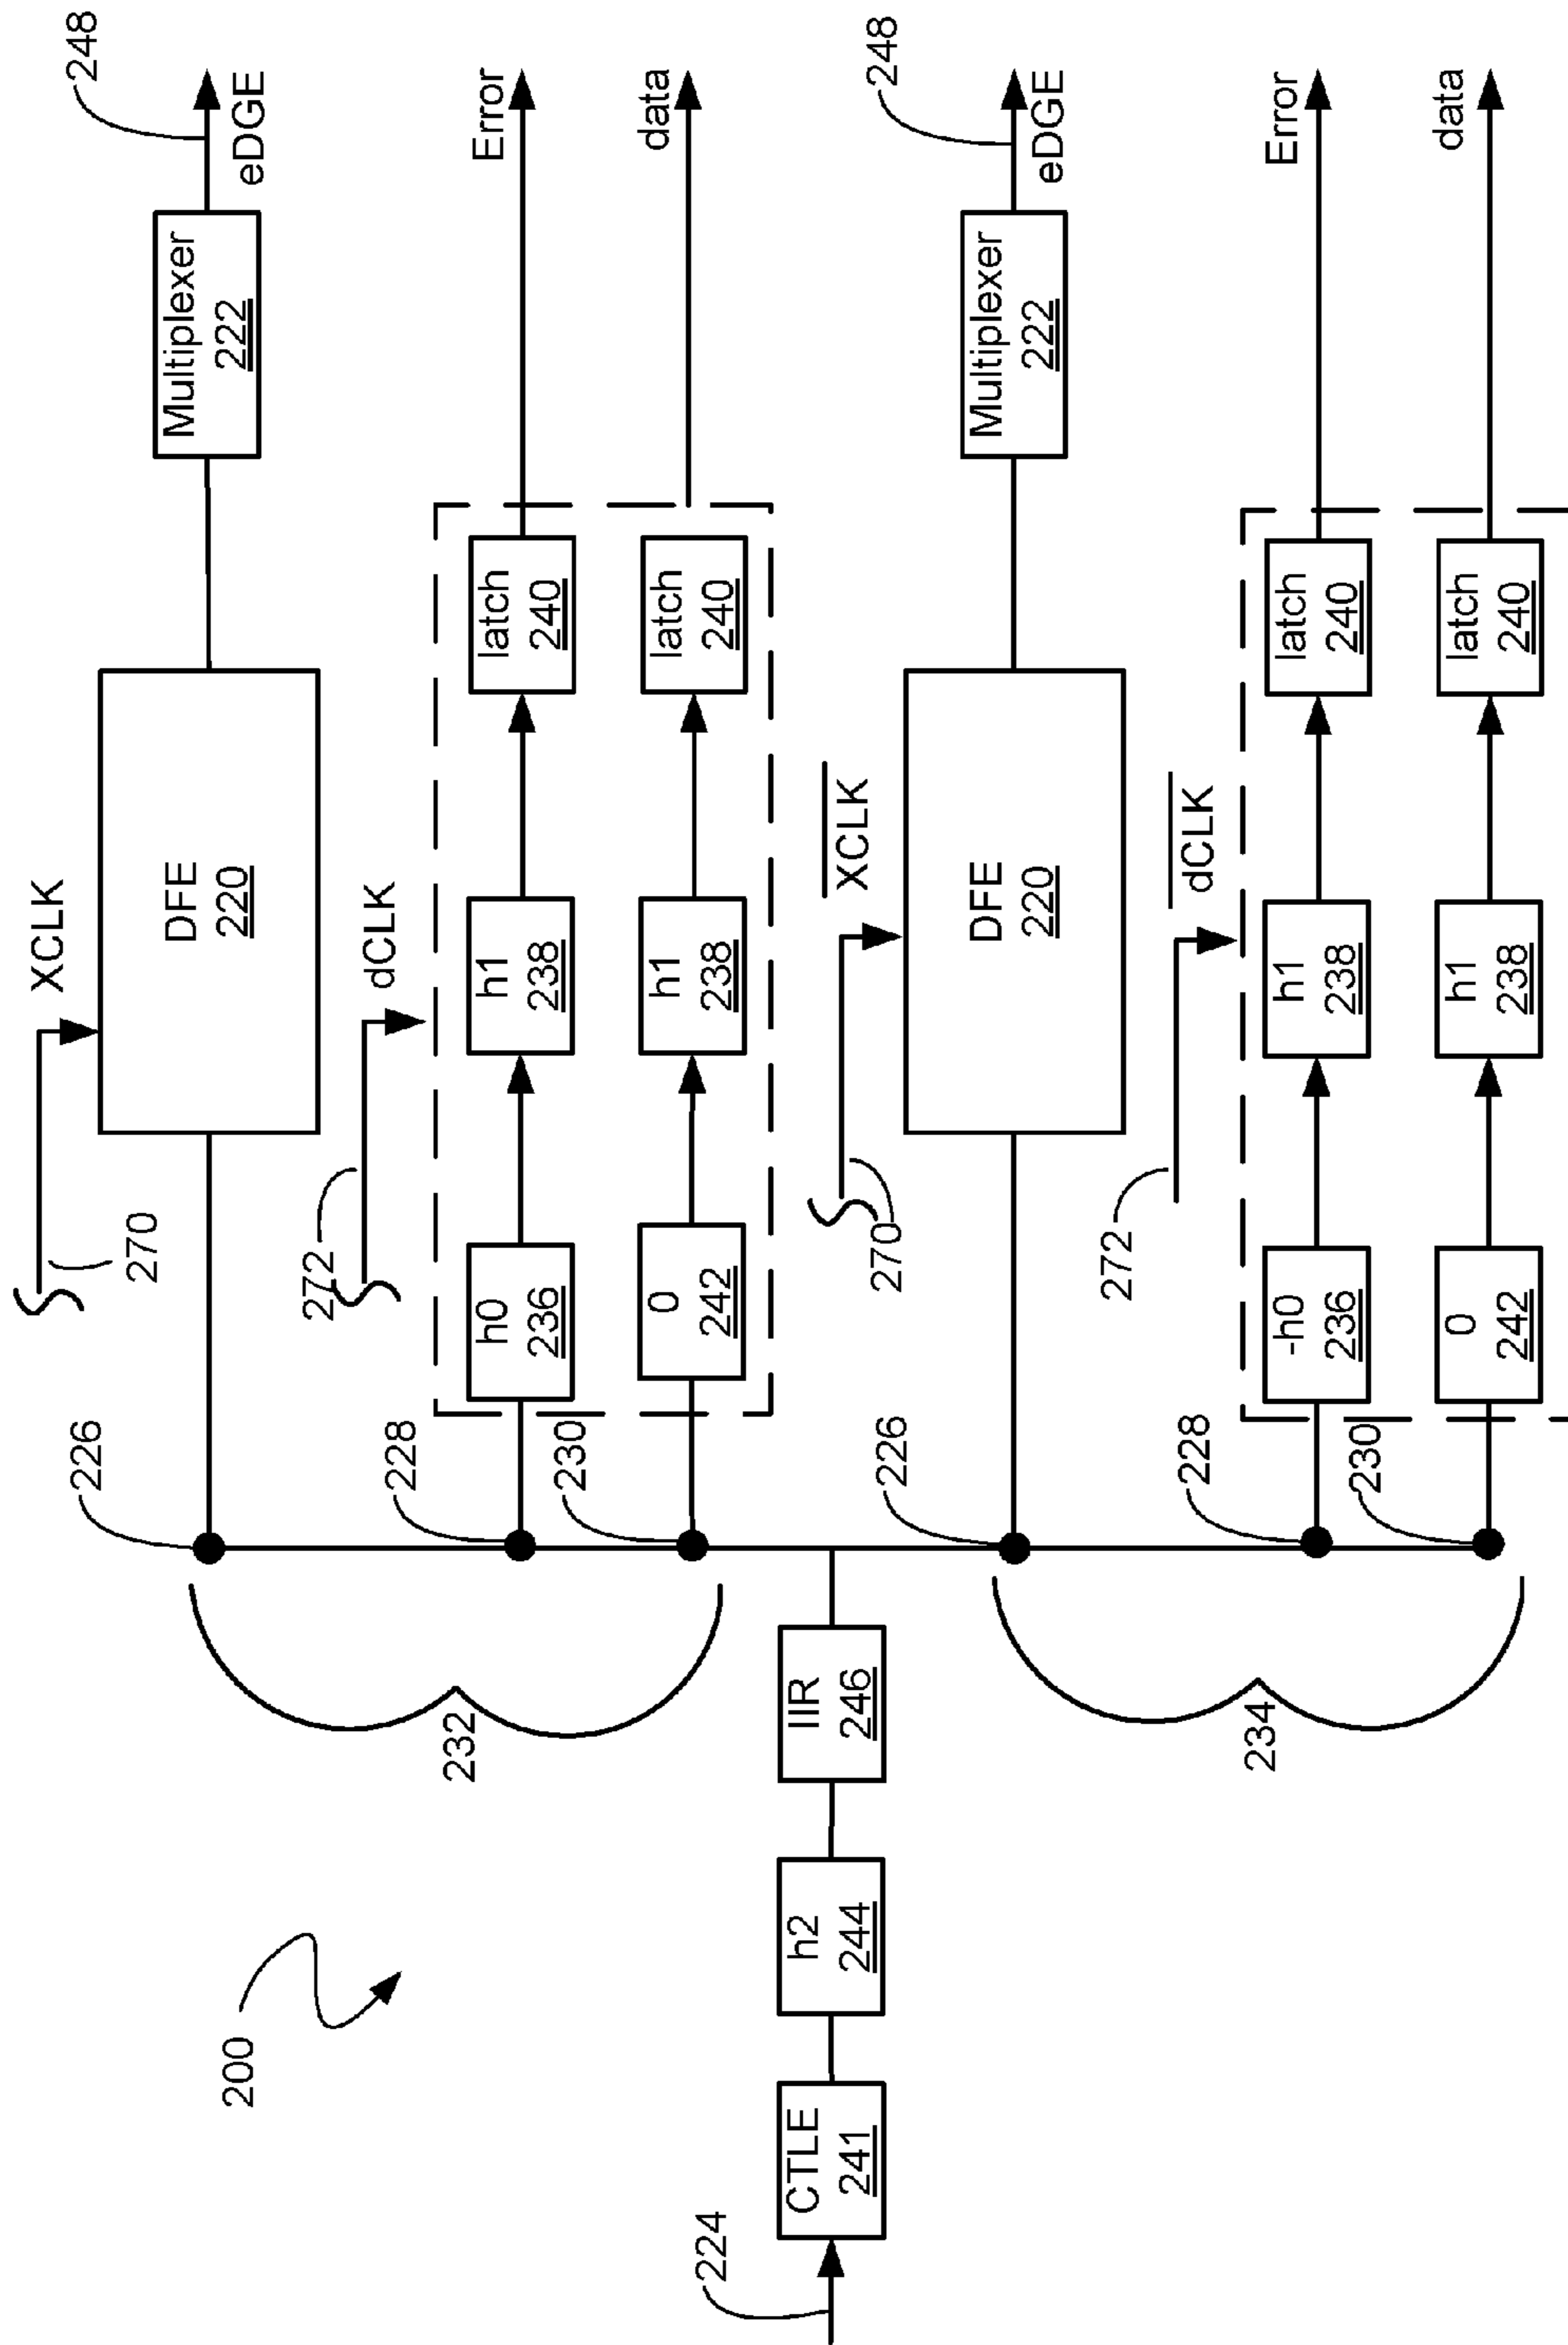 200
224
CTLE
241
h2
244
IIR
246
232
234
226
270
XCLK
DFE
220
Multiplexer
222
248
eDGE
228
272
dCLK
h0
236
h1
238
latch
240
Error
230
0
242
h1
238
latch
240
data
226
270
XCLK
DFE
220
Multiplexer
222
248
eDGE
228
272
dCLK
-h0
236
h1
238
latch
240
Error
230
0
242
h1
238
latch
240
data